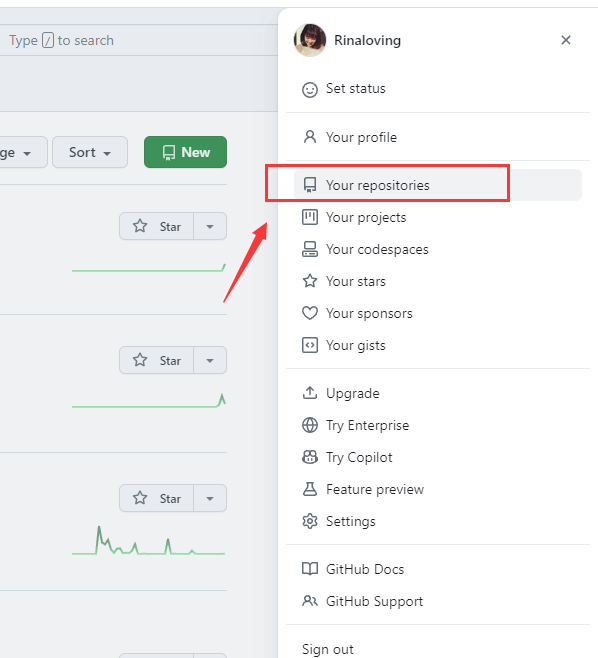 Type / to search
ge
Sort
New
Star
Star
Star
Rinaloving
Set status
Your profile
Your repositories
Your projects
Your codespaces
Your stars
Your sponsors
Your gists
Upgrade
Try Enterprise
Try Copilot
Feature preview
Settings
GitHub Docs
GitHub Support
Sign out